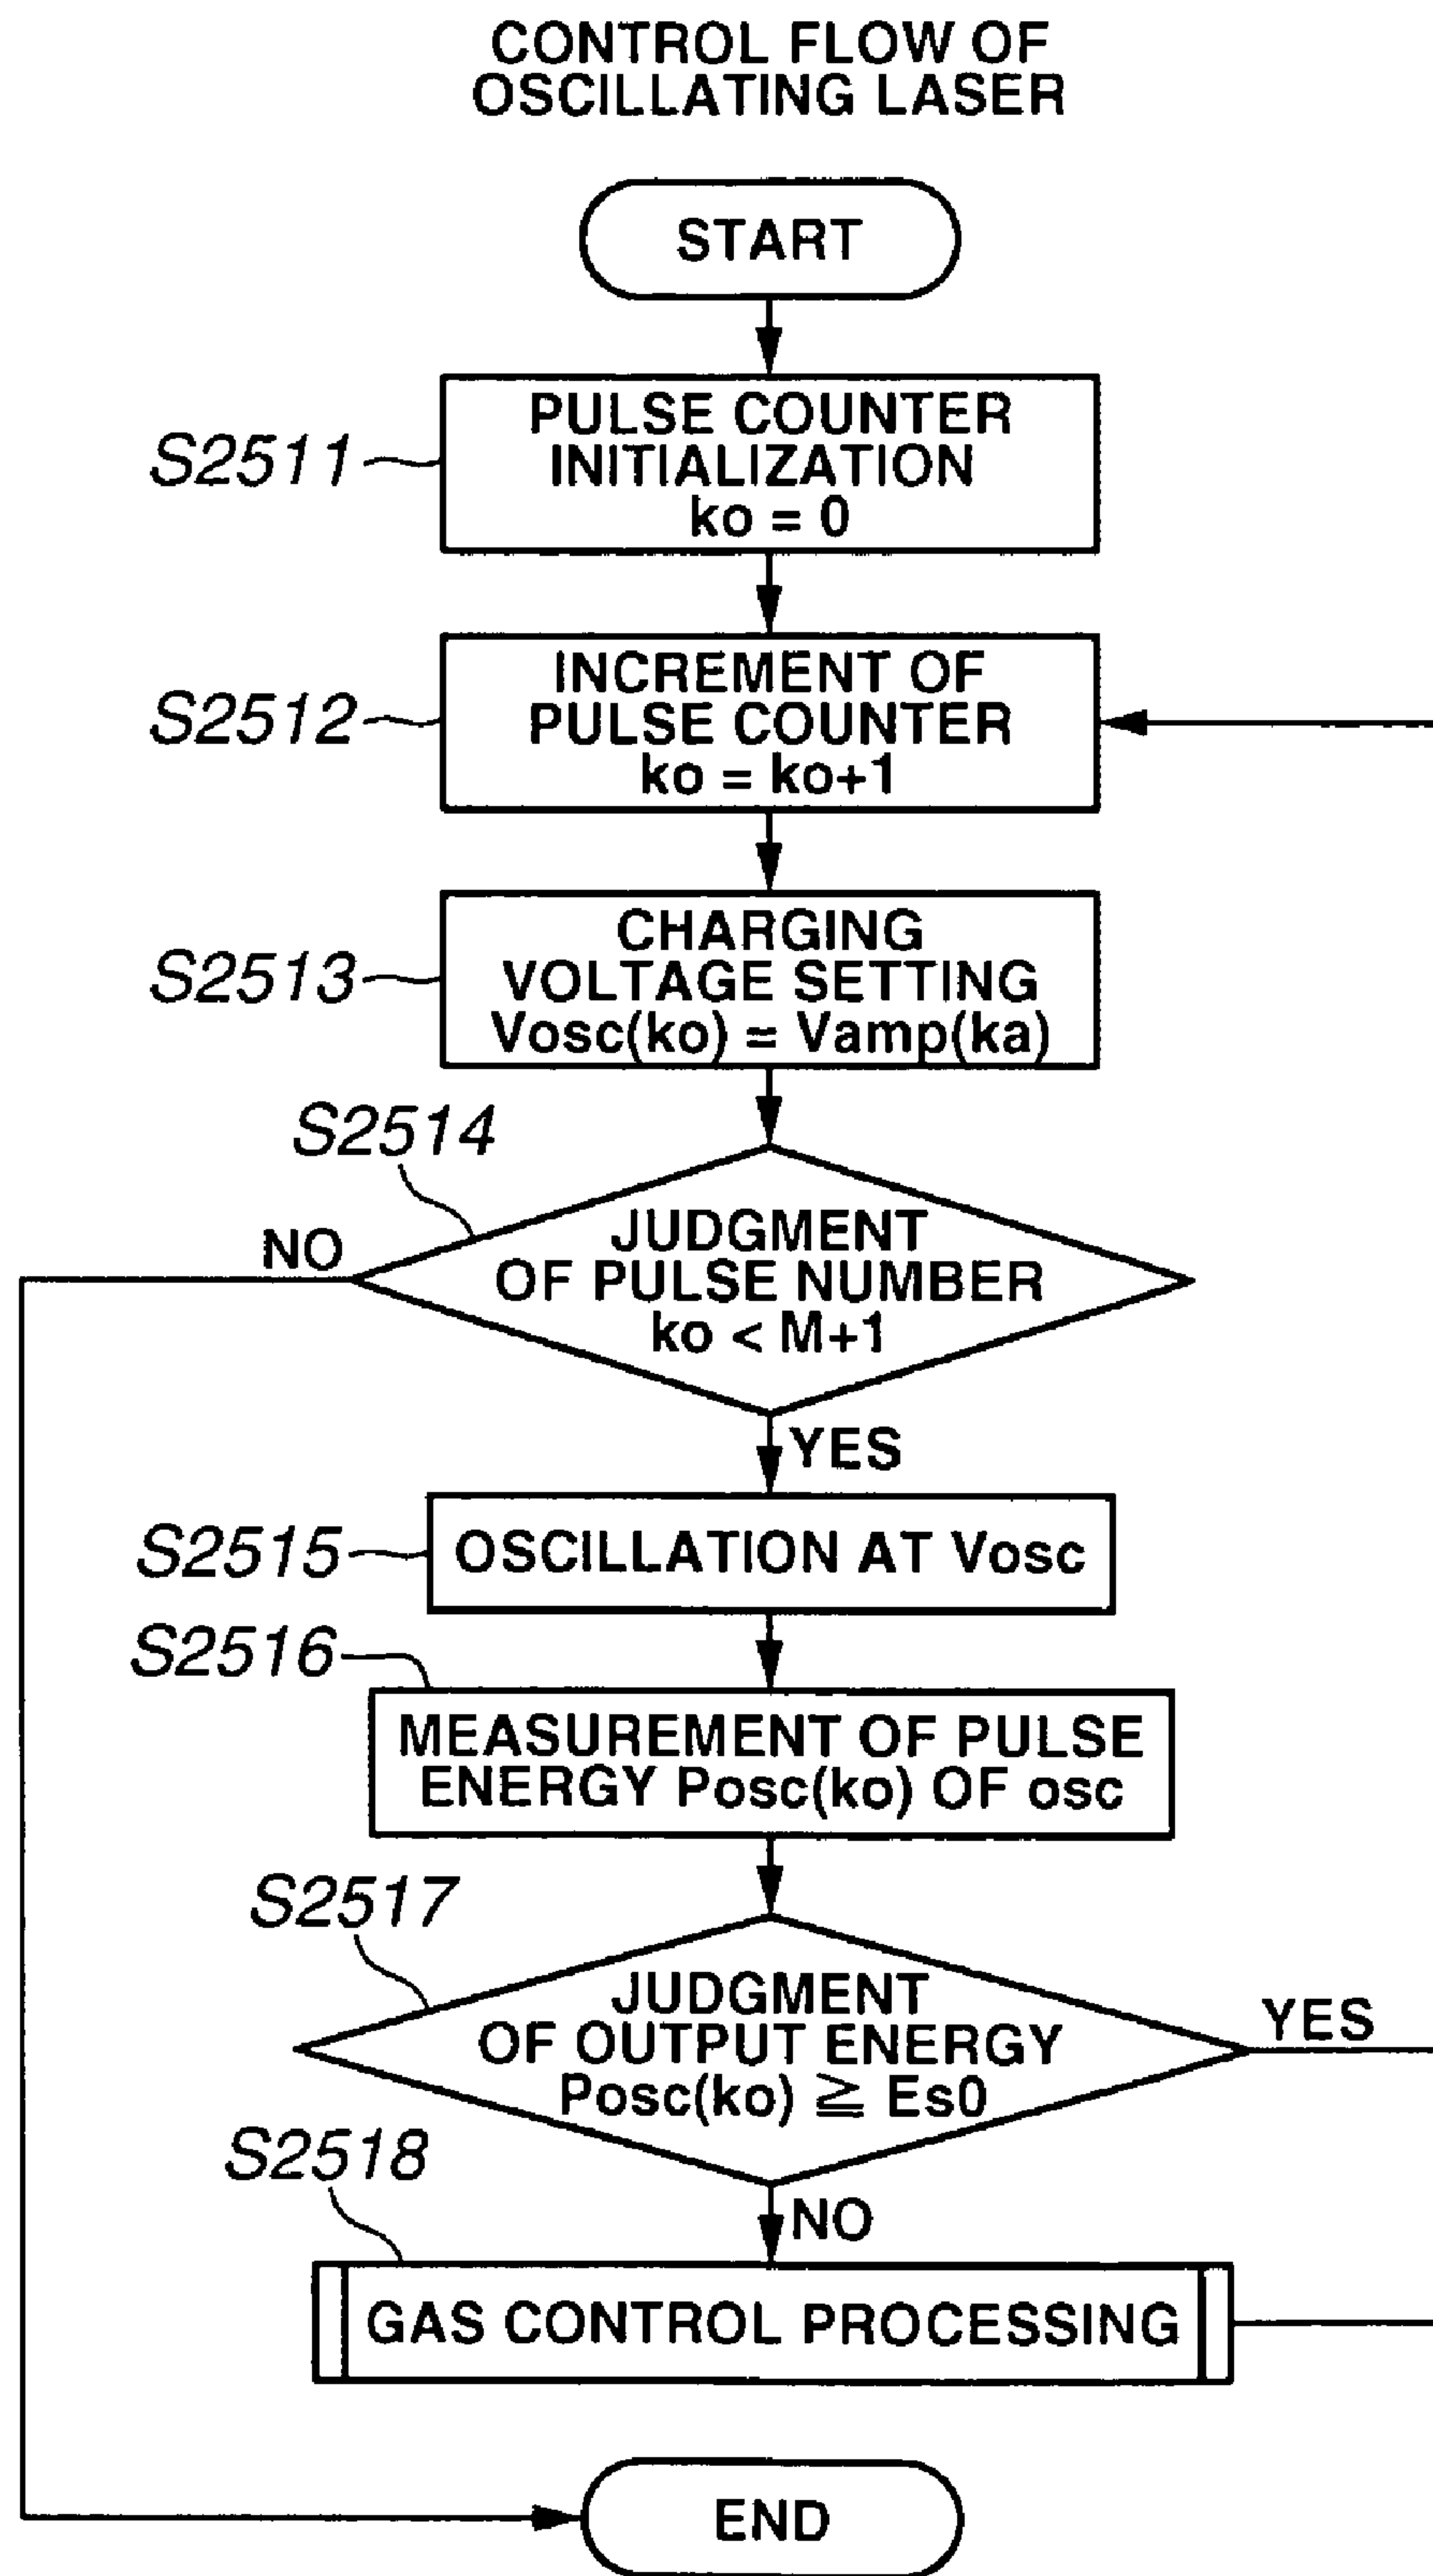 CONTROL FLOW OF
OSCILLATING LASER
START
S2511
PULSE COUNTER
INITIALIZATION
ko = 0
S2512
INCREMENT OF
PULSE COUNTER
ko = ko+1
S2513
CHARGING
VOLTAGE SETTING
Vosc(ko) = Vamp(ka)
S2514
NO
JUDGMENT
OF PULSE NUMBER
ko < M+1
YES
S2515
OSCILLATION AT Vosc
S2516
MEASUREMENT OF PULSE
ENERGY Posc(ko) OF osc
S2517
JUDGMENT
OF OUTPUT ENERGY
Posc(ko) ≧ Es0
YES
S2518
NO
GAS CONTROL PROCESSING
END